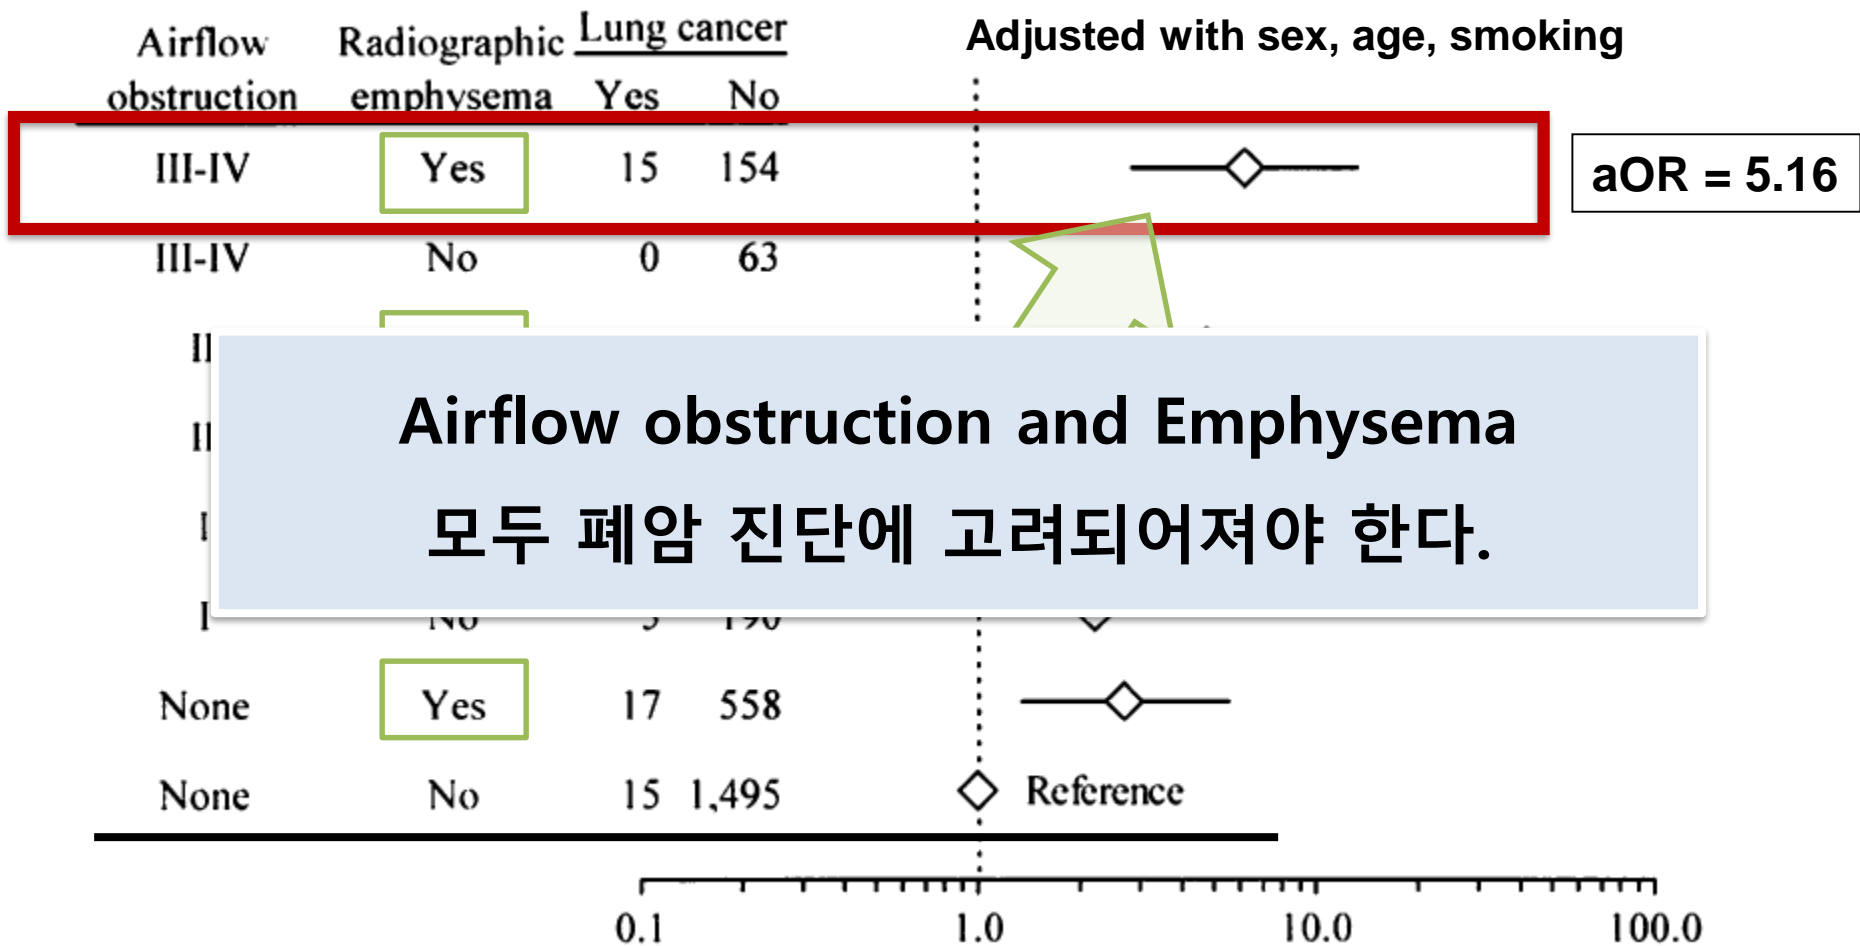 Adjusted with sex, age, smoking
Airflow obstruction Radiographic emphysema Lung cancer
Yes No
III-IV Yes 15 154
aOR = 5.16
III-IV No 0 63
Airflow obstruction and Emphysema
모두 폐암 진단에 고려되어져야 한다.
I No 190
None Yes 17 558
None No 15 1,495 Reference
0.1 1.0 10.0 100.0